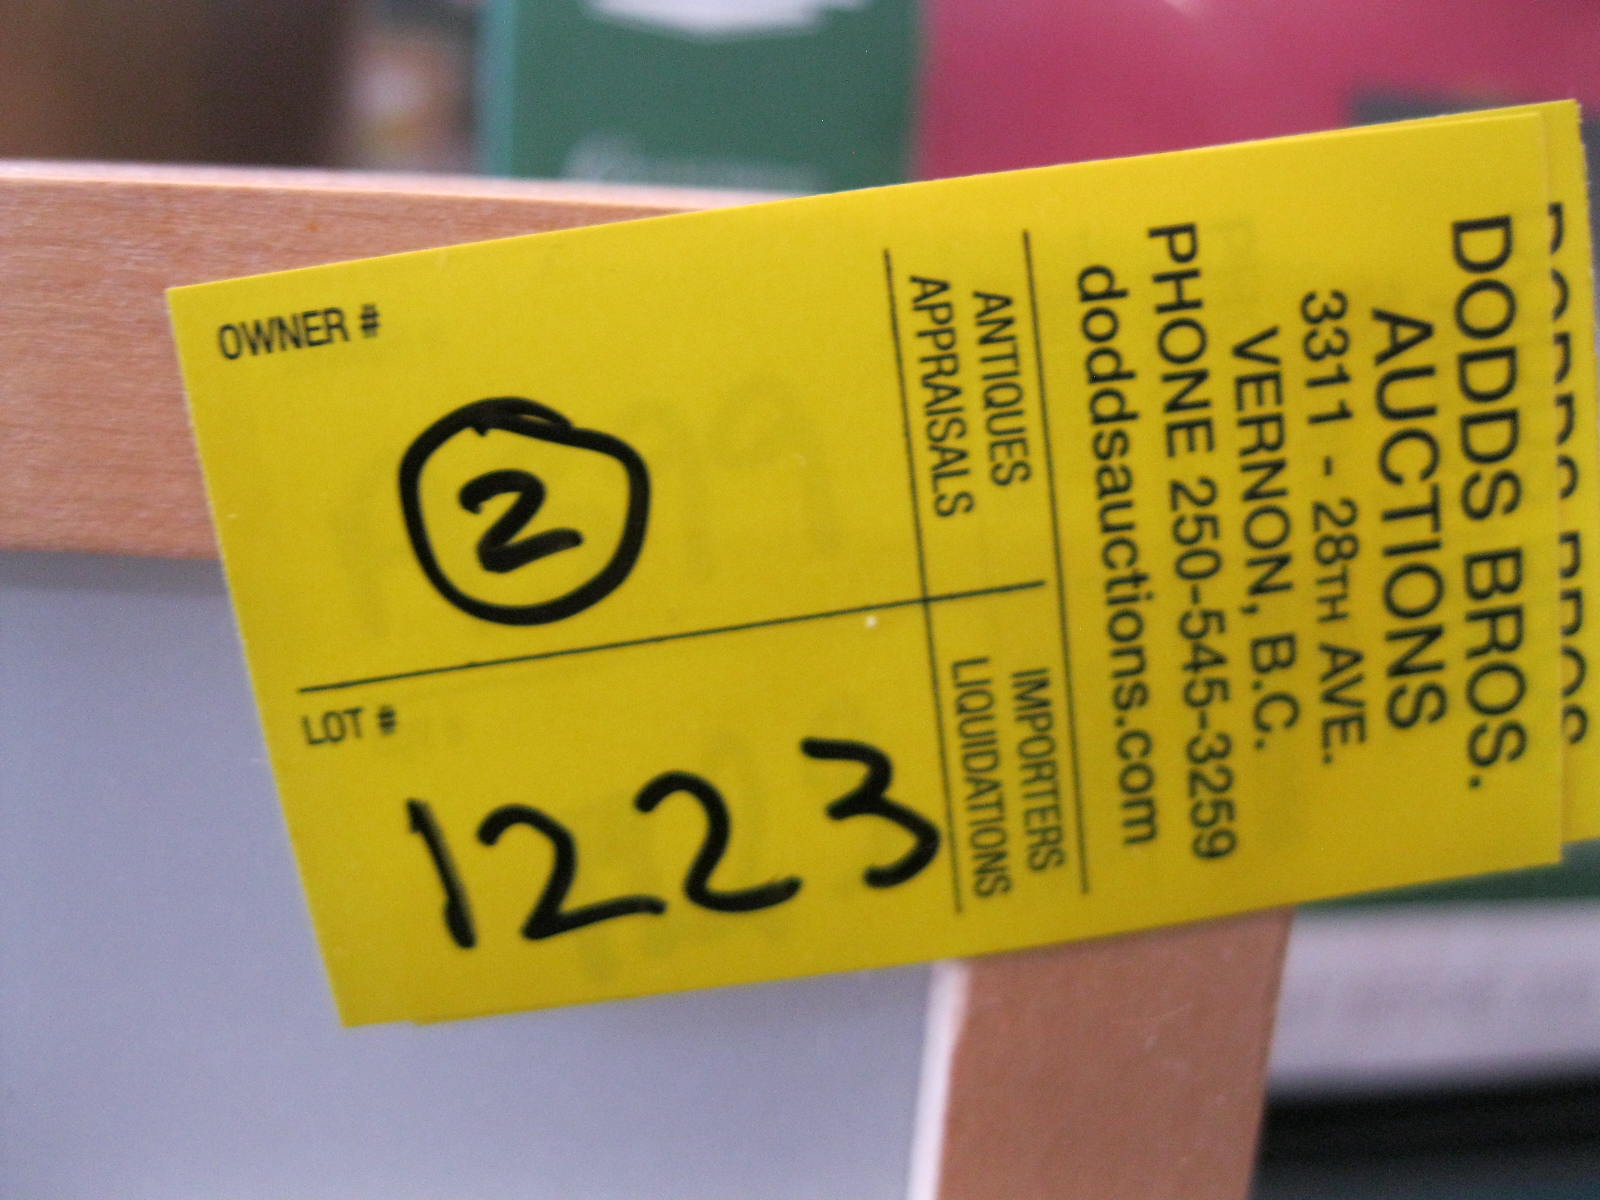 DODDS BROS.
AUCTIONS
3311 - 28TH AVE.
VERNON, B.C.
PHONE 250-545-3259
doddsauctions.com
ANTIQUES
APPRAISALS
IMPORTERS
LIQUIDATIONS
OWNER #
2
LOT #
1223